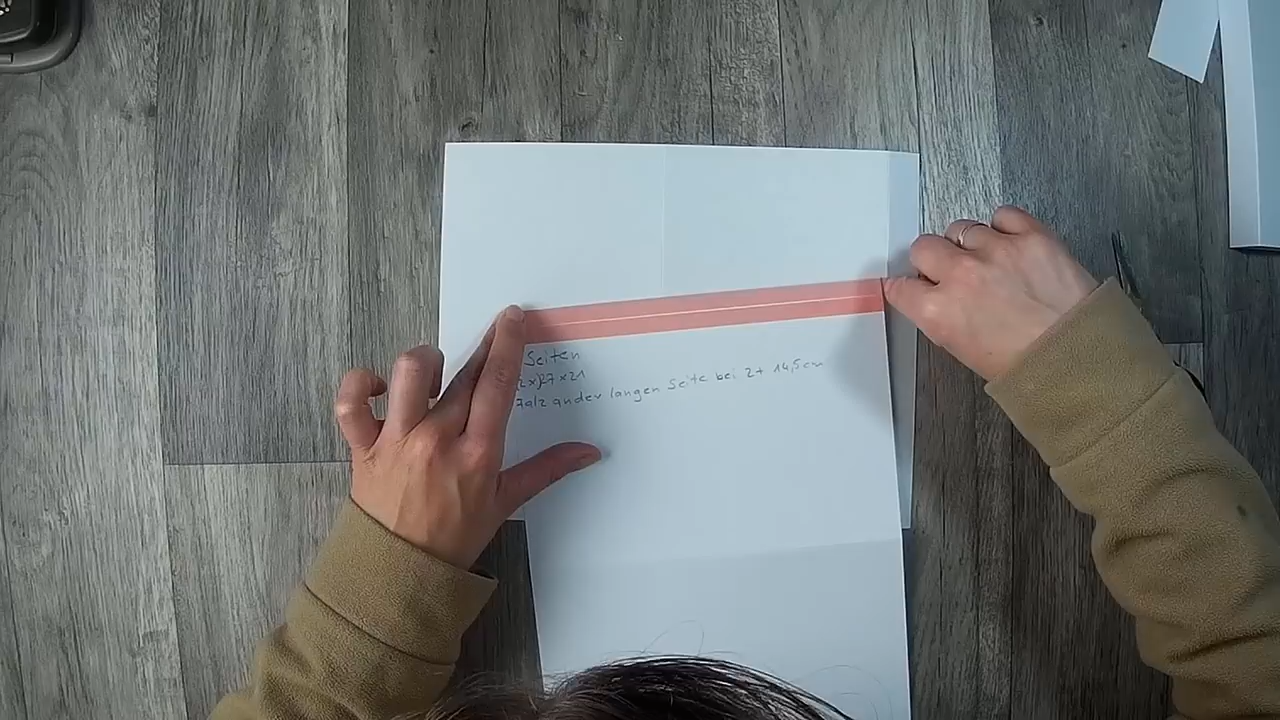 Seiten
2x)27x21
Falz an der langen Seite bei 2+ 14,5cm